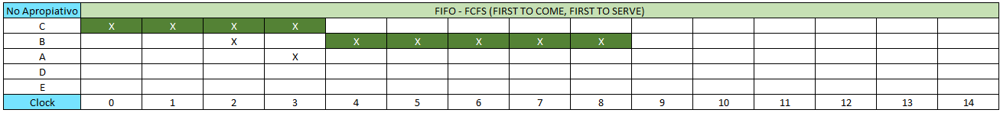 No Apropiativo FIFO - FCFS (FIRST TO COME, FIRST TO SERVE)
C X X X X
B X X X X X X
A X
D
E
Clock 0 1 2 3 4 5 6 7 8 9 10 11 12 13 14